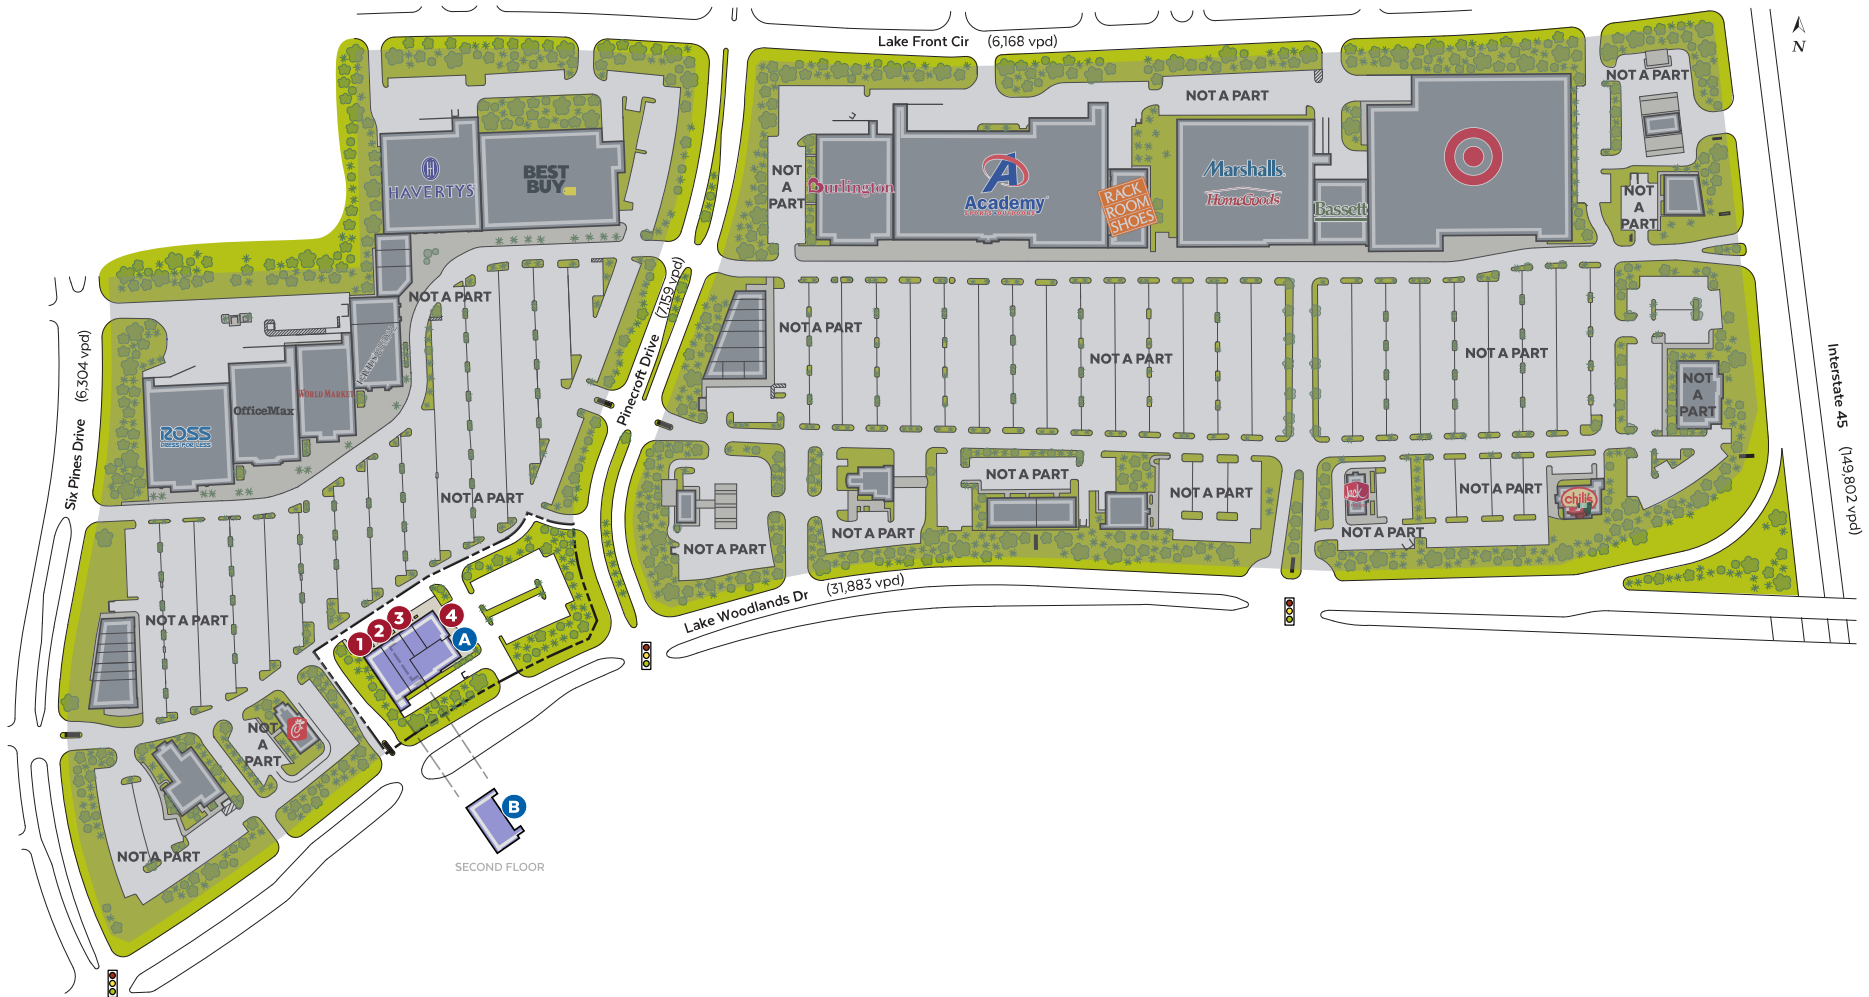 Lake Front Cir (6,168 vpd)
N
NOT A PART
NOT A PART
HAVERTYS
BEST
BUY
NOT
A
PART
Burlington
A
Academy
SPORTS+OUTDOORS
RACK
ROOM
SHOES
Marshalls.
HomeGoods
Bassett
NOT
A
PART
NOT A PART
Pinecroft Drive (7,159 vpd)
NOT A PART
NOT A PART
NOT A PART
Interstate 45 (149,802 vpd)
Six Pines Drive (6,304 vpd)
NOT
A
PART
ROSS
DRESS FOR LESS
OfficeMax
WORLD MARKET
NOT A PART
NOT A PART
NOT A PART
NOT A PART
Jack
chili's
NOT A PART
NOT A PART
NOT A PART
NOT A PART
Lake Woodlands Dr (31,883 vpd)
NOT A PART
1
2
3
4
A
NOT
A
PART
C
B
NOT A PART
SECOND FLOOR